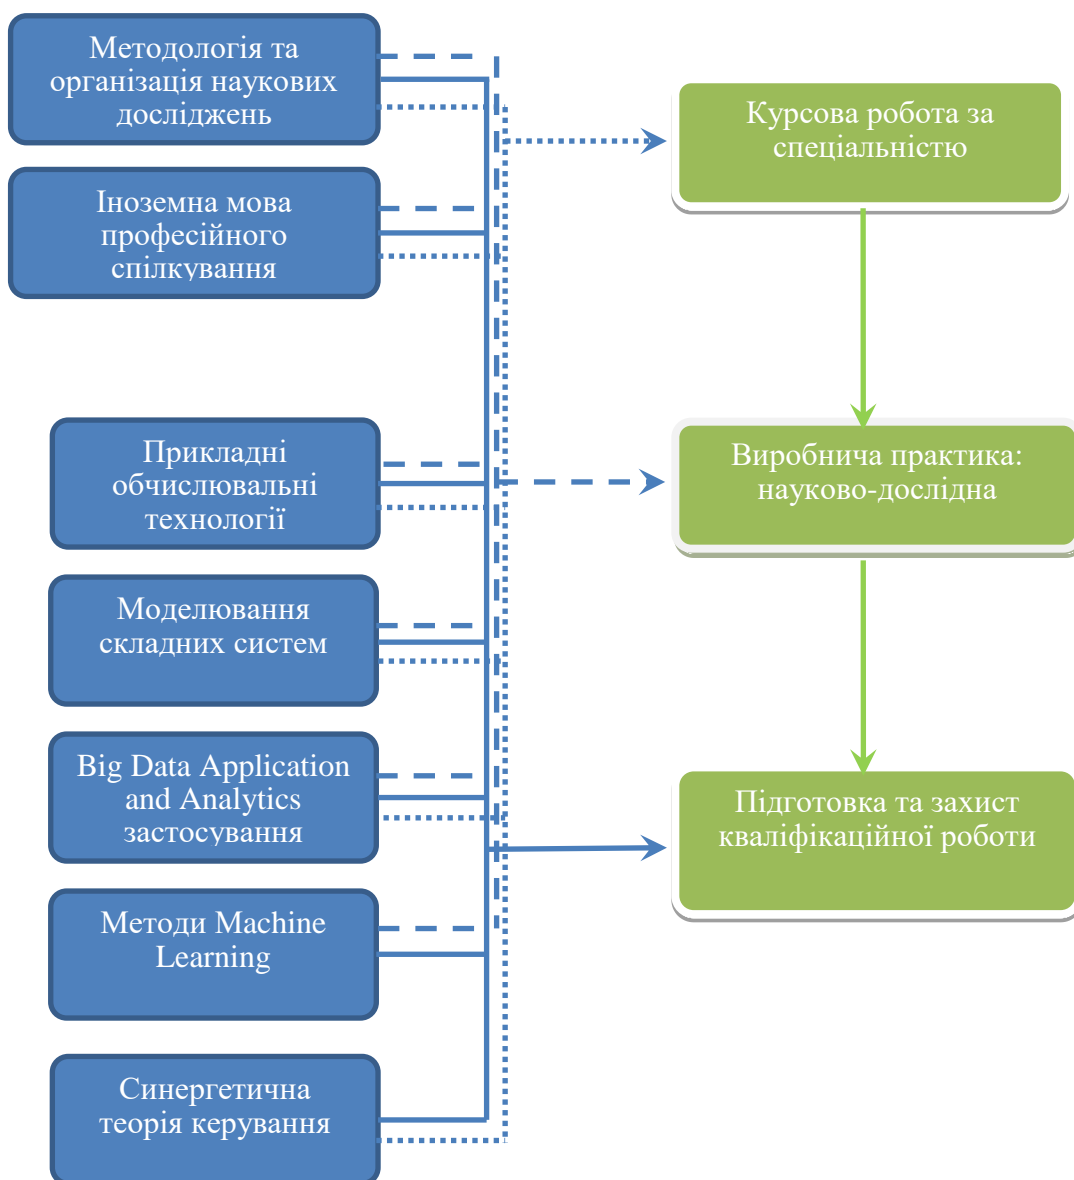 Методологія та
організація наукових
досліджень
Іноземна мова
професійного
спілкування
Прикладні
обчислювальні
технології
Моделювання
складних систем
Big Data Application
and Analytics
застосування
Методи Machine
Learning
Синергетична
теорія керування
Курсова робота за
спеціальністю
Виробнича практика:
науково-дослідна
Підготовка та захист
кваліфікаційної роботи